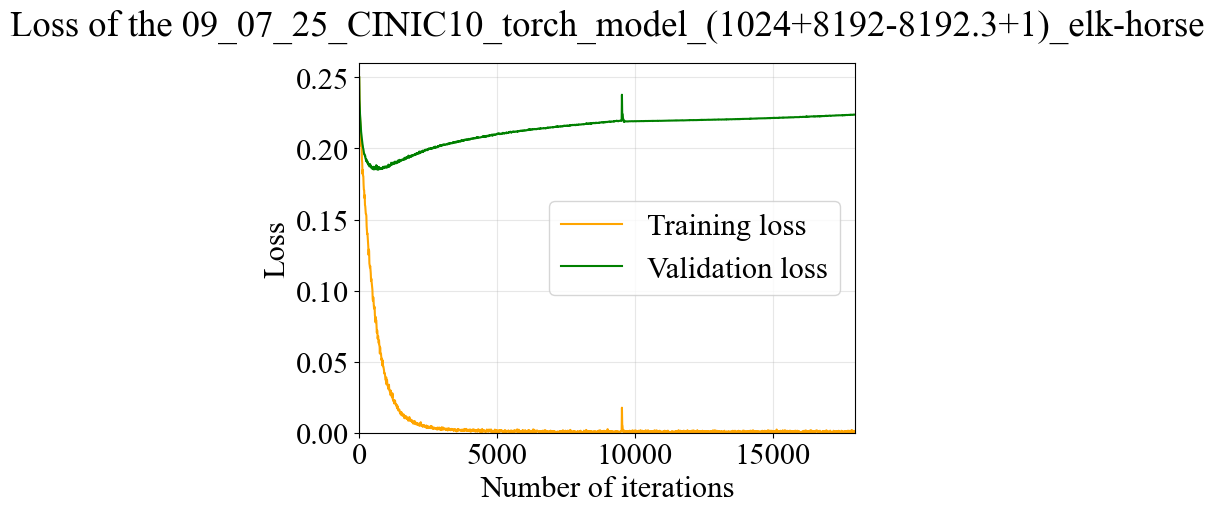 Loss of the 09_07_25_CINIC10_torch_model_(1024+8192-8192.3+1)_elk-horse
0.25
0.20
0.15
0.10
0.05
0.00
Loss
Training loss
Validation loss
0 5000 10000 15000
Number of iterations